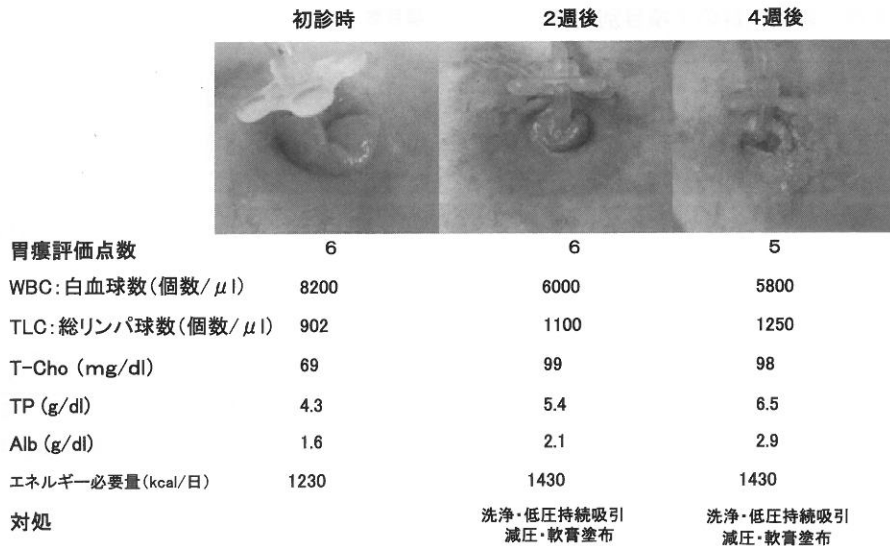 初診時 2週後 4週後
胃瘻評価点数 6 6 5
WBC:白血球数(個数/μl) 8200 6000 5800
TLC:総リンパ球数(個数/μl) 902 1100 1250
T-Cho (mg/dl) 69 99 98
TP (g/dl) 4.3 5.4 6.5
Alb (g/dl) 1.6 2.1 2.9
エネルギー必要量(kcal/日) 1230 1430 1430
対処 洗浄・低圧持続吸引 洗浄・低圧持続吸引
減圧・軟膏塗布 減圧・軟膏塗布